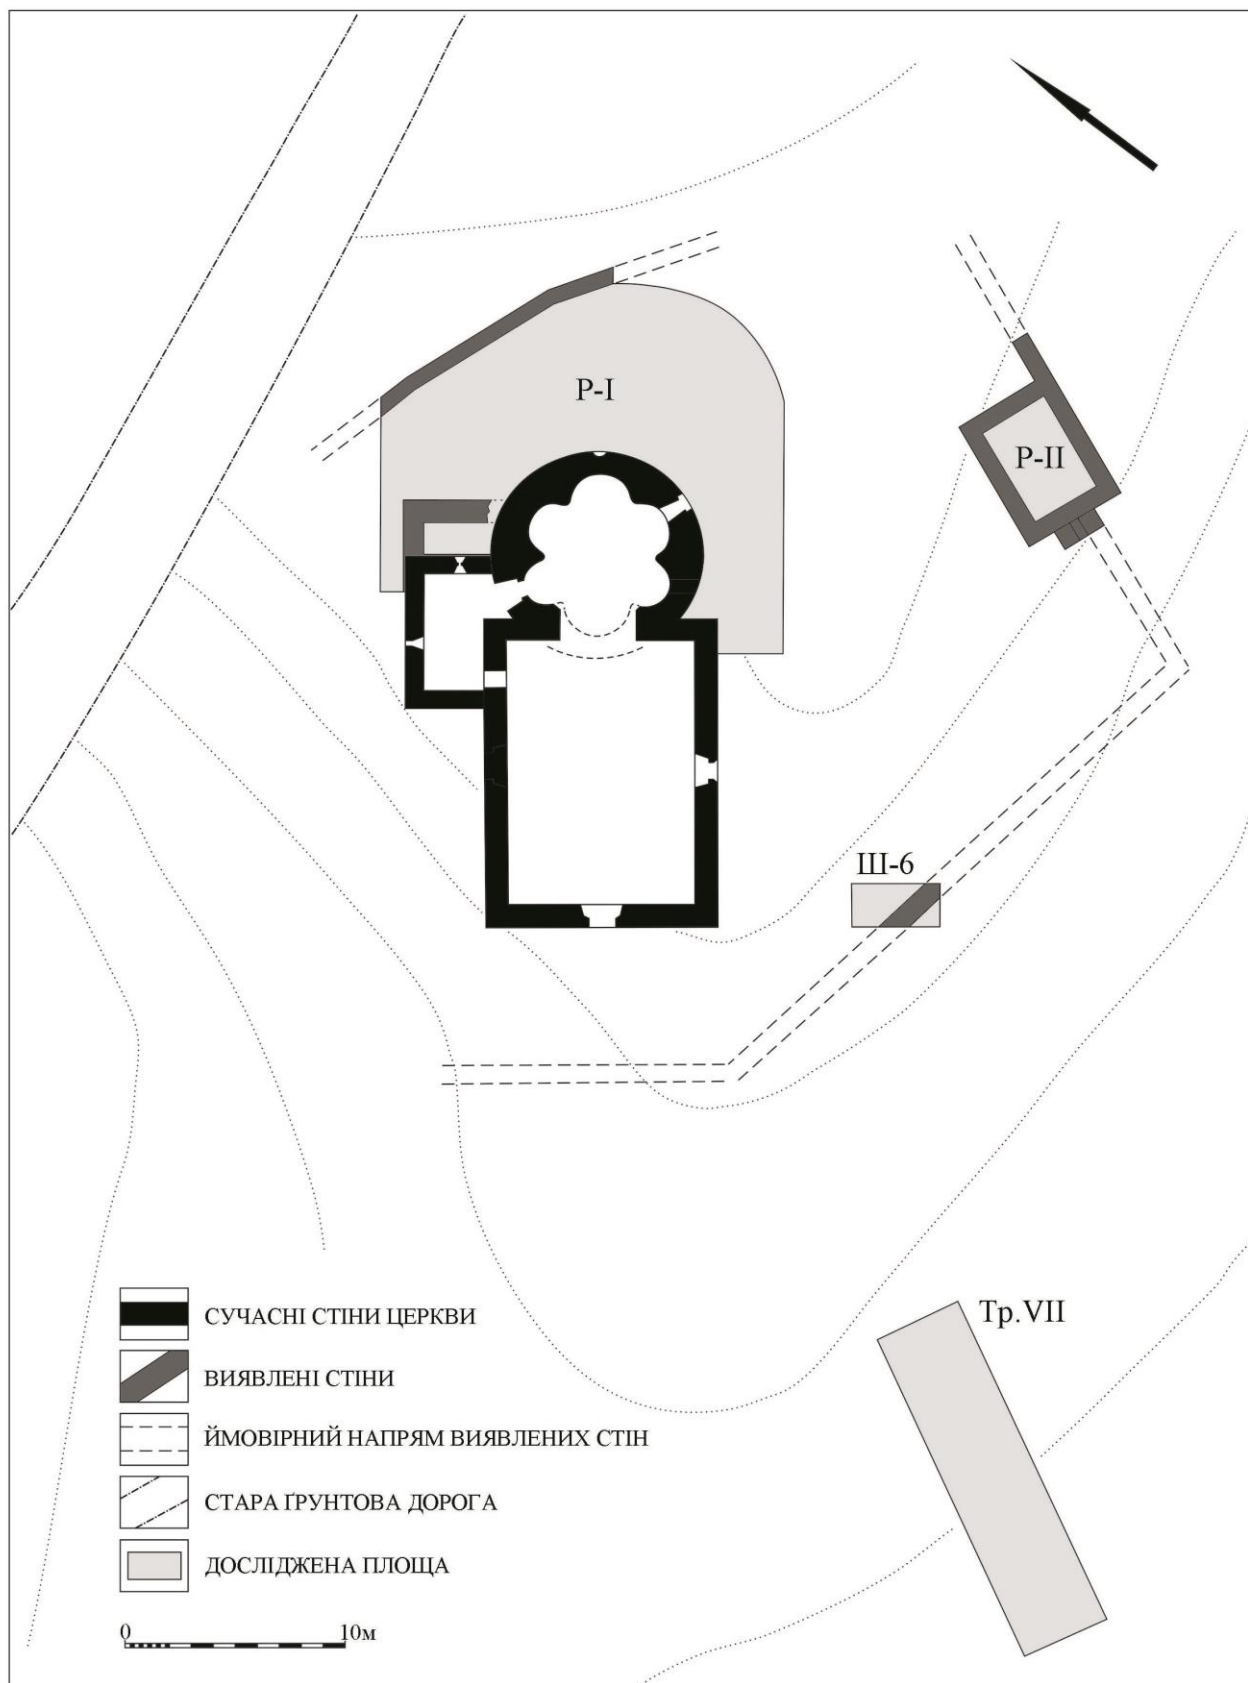 Р-І
Р-ІІ
Ш-6
Тр.VII
СУЧАСНІ СТІНИ ЦЕРКВИ
ВИЯВЛЕНІ СТІНИ
ЙМОВІРНИЙ НАПРЯМ ВИЯВЛЕНИХ СТІН
СТАРА ҐРУНТОВА ДОРОГА
ДОСЛІДЖЕНА ПЛОЩА
0 10м